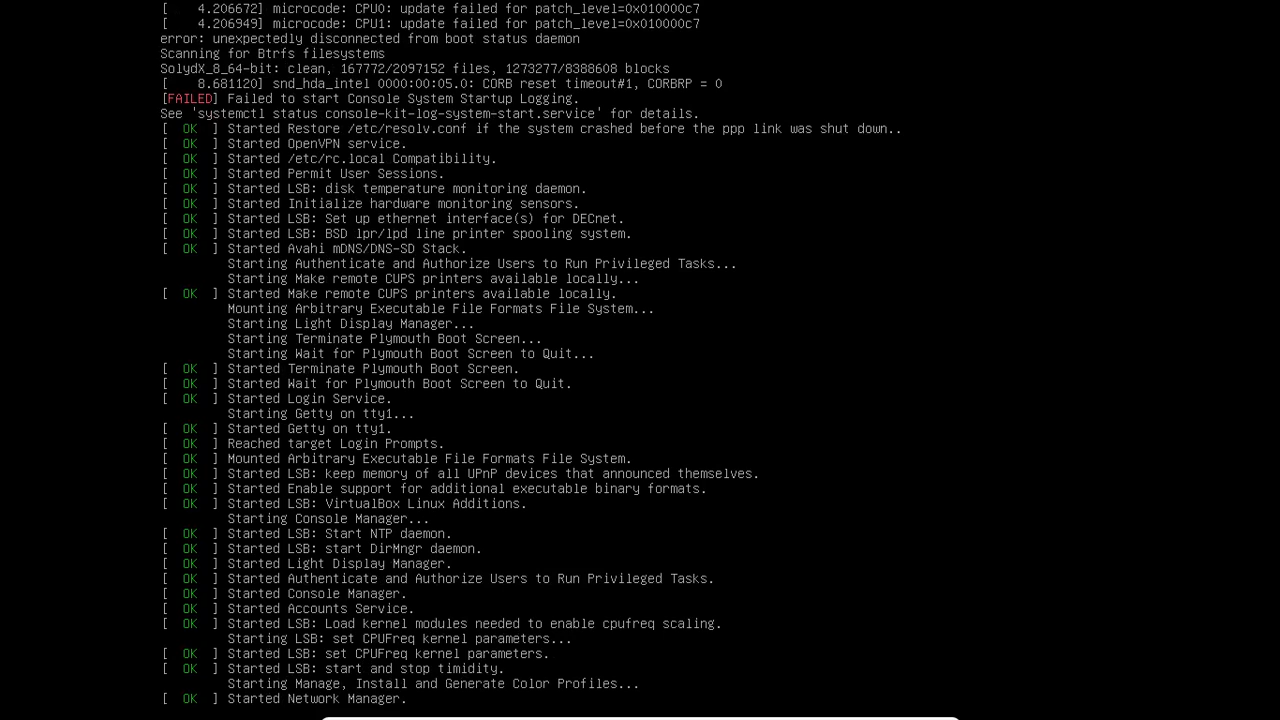 [    4.206672] microcode: CPU0: update failed for patch_level=0x010000c7
[    4.206949] microcode: CPU1: update failed for patch_level=0x010000c7
error: unexpectedly disconnected from boot status daemon
Scanning for Btrfs filesystems
SolydX_8_64-bit: clean, 167772/2097152 files, 1273277/8388608 blocks
[    8.681120] snd_hda_intel 0000:00:05.0: CORB reset timeout#1, CORBRP = 0
[FAILED] Failed to start Console System Startup Logging.
See 'systemctl status console-kit-log-system-start.service' for details.
[  OK  ] Started Restore /etc/resolv.conf if the system crashed before the ppp link was shut down..
[  OK  ] Started OpenVPN service.
[  OK  ] Started /etc/rc.local Compatibility.
[  OK  ] Started Permit User Sessions.
[  OK  ] Started LSB: disk temperature monitoring daemon.
[  OK  ] Started Initialize hardware monitoring sensors.
[  OK  ] Started LSB: Set up ethernet interface(s) for DECnet.
[  OK  ] Started LSB: BSD lpr/lpd line printer spooling system.
[  OK  ] Started Avahi mDNS/DNS-SD Stack.
         Starting Authenticate and Authorize Users to Run Privileged Tasks...
         Starting Make remote CUPS printers available locally...
[  OK  ] Started Make remote CUPS printers available locally.
         Mounting Arbitrary Executable File Formats File System...
         Starting Light Display Manager...
         Starting Terminate Plymouth Boot Screen...
         Starting Wait for Plymouth Boot Screen to Quit...
[  OK  ] Started Terminate Plymouth Boot Screen.
[  OK  ] Started Wait for Plymouth Boot Screen to Quit.
[  OK  ] Started Login Service.
         Starting Getty on tty1...
[  OK  ] Started Getty on tty1.
[  OK  ] Reached target Login Prompts.
[  OK  ] Mounted Arbitrary Executable File Formats File System.
[  OK  ] Started LSB: keep memory of all UPnP devices that announced themselves.
[  OK  ] Started Enable support for additional executable binary formats.
[  OK  ] Started LSB: VirtualBox Linux Additions.
         Starting Console Manager...
[  OK  ] Started LSB: Start NTP daemon.
[  OK  ] Started LSB: start DirMngr daemon.
[  OK  ] Started Light Display Manager.
[  OK  ] Started Authenticate and Authorize Users to Run Privileged Tasks.
[  OK  ] Started Console Manager.
[  OK  ] Started Accounts Service.
[  OK  ] Started LSB: Load kernel modules needed to enable cpufreq scaling.
         Starting LSB: set CPUFreq kernel parameters...
[  OK  ] Started LSB: set CPUFreq kernel parameters.
[  OK  ] Started LSB: start and stop timidity.
         Starting Manage, Install and Generate Color Profiles...
[  OK  ] Started Network Manager.